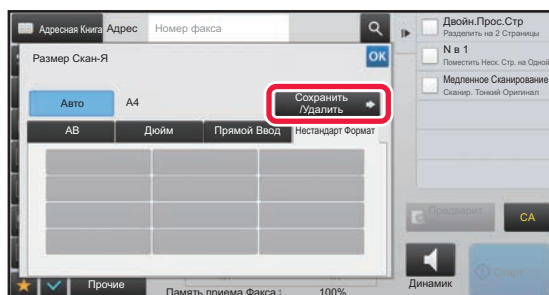 Адресная Книга
Адрес
Номер факса
Размер Скан-Я
OK
Авто
A4
Сохранить
/Удалить
AB
Дюйм
Прямой Ввод
Нестандарт Формат
Прочие
Память приема Факса :
100%
Двойн.Прос.Стр
Разделить на 2 Страницы
N в 1
Поместить Неск. Стр. на Одной
Медленное Сканирование
Сканир. Тонкий Оригинал
Предварит.
CA
Динамик
Старт